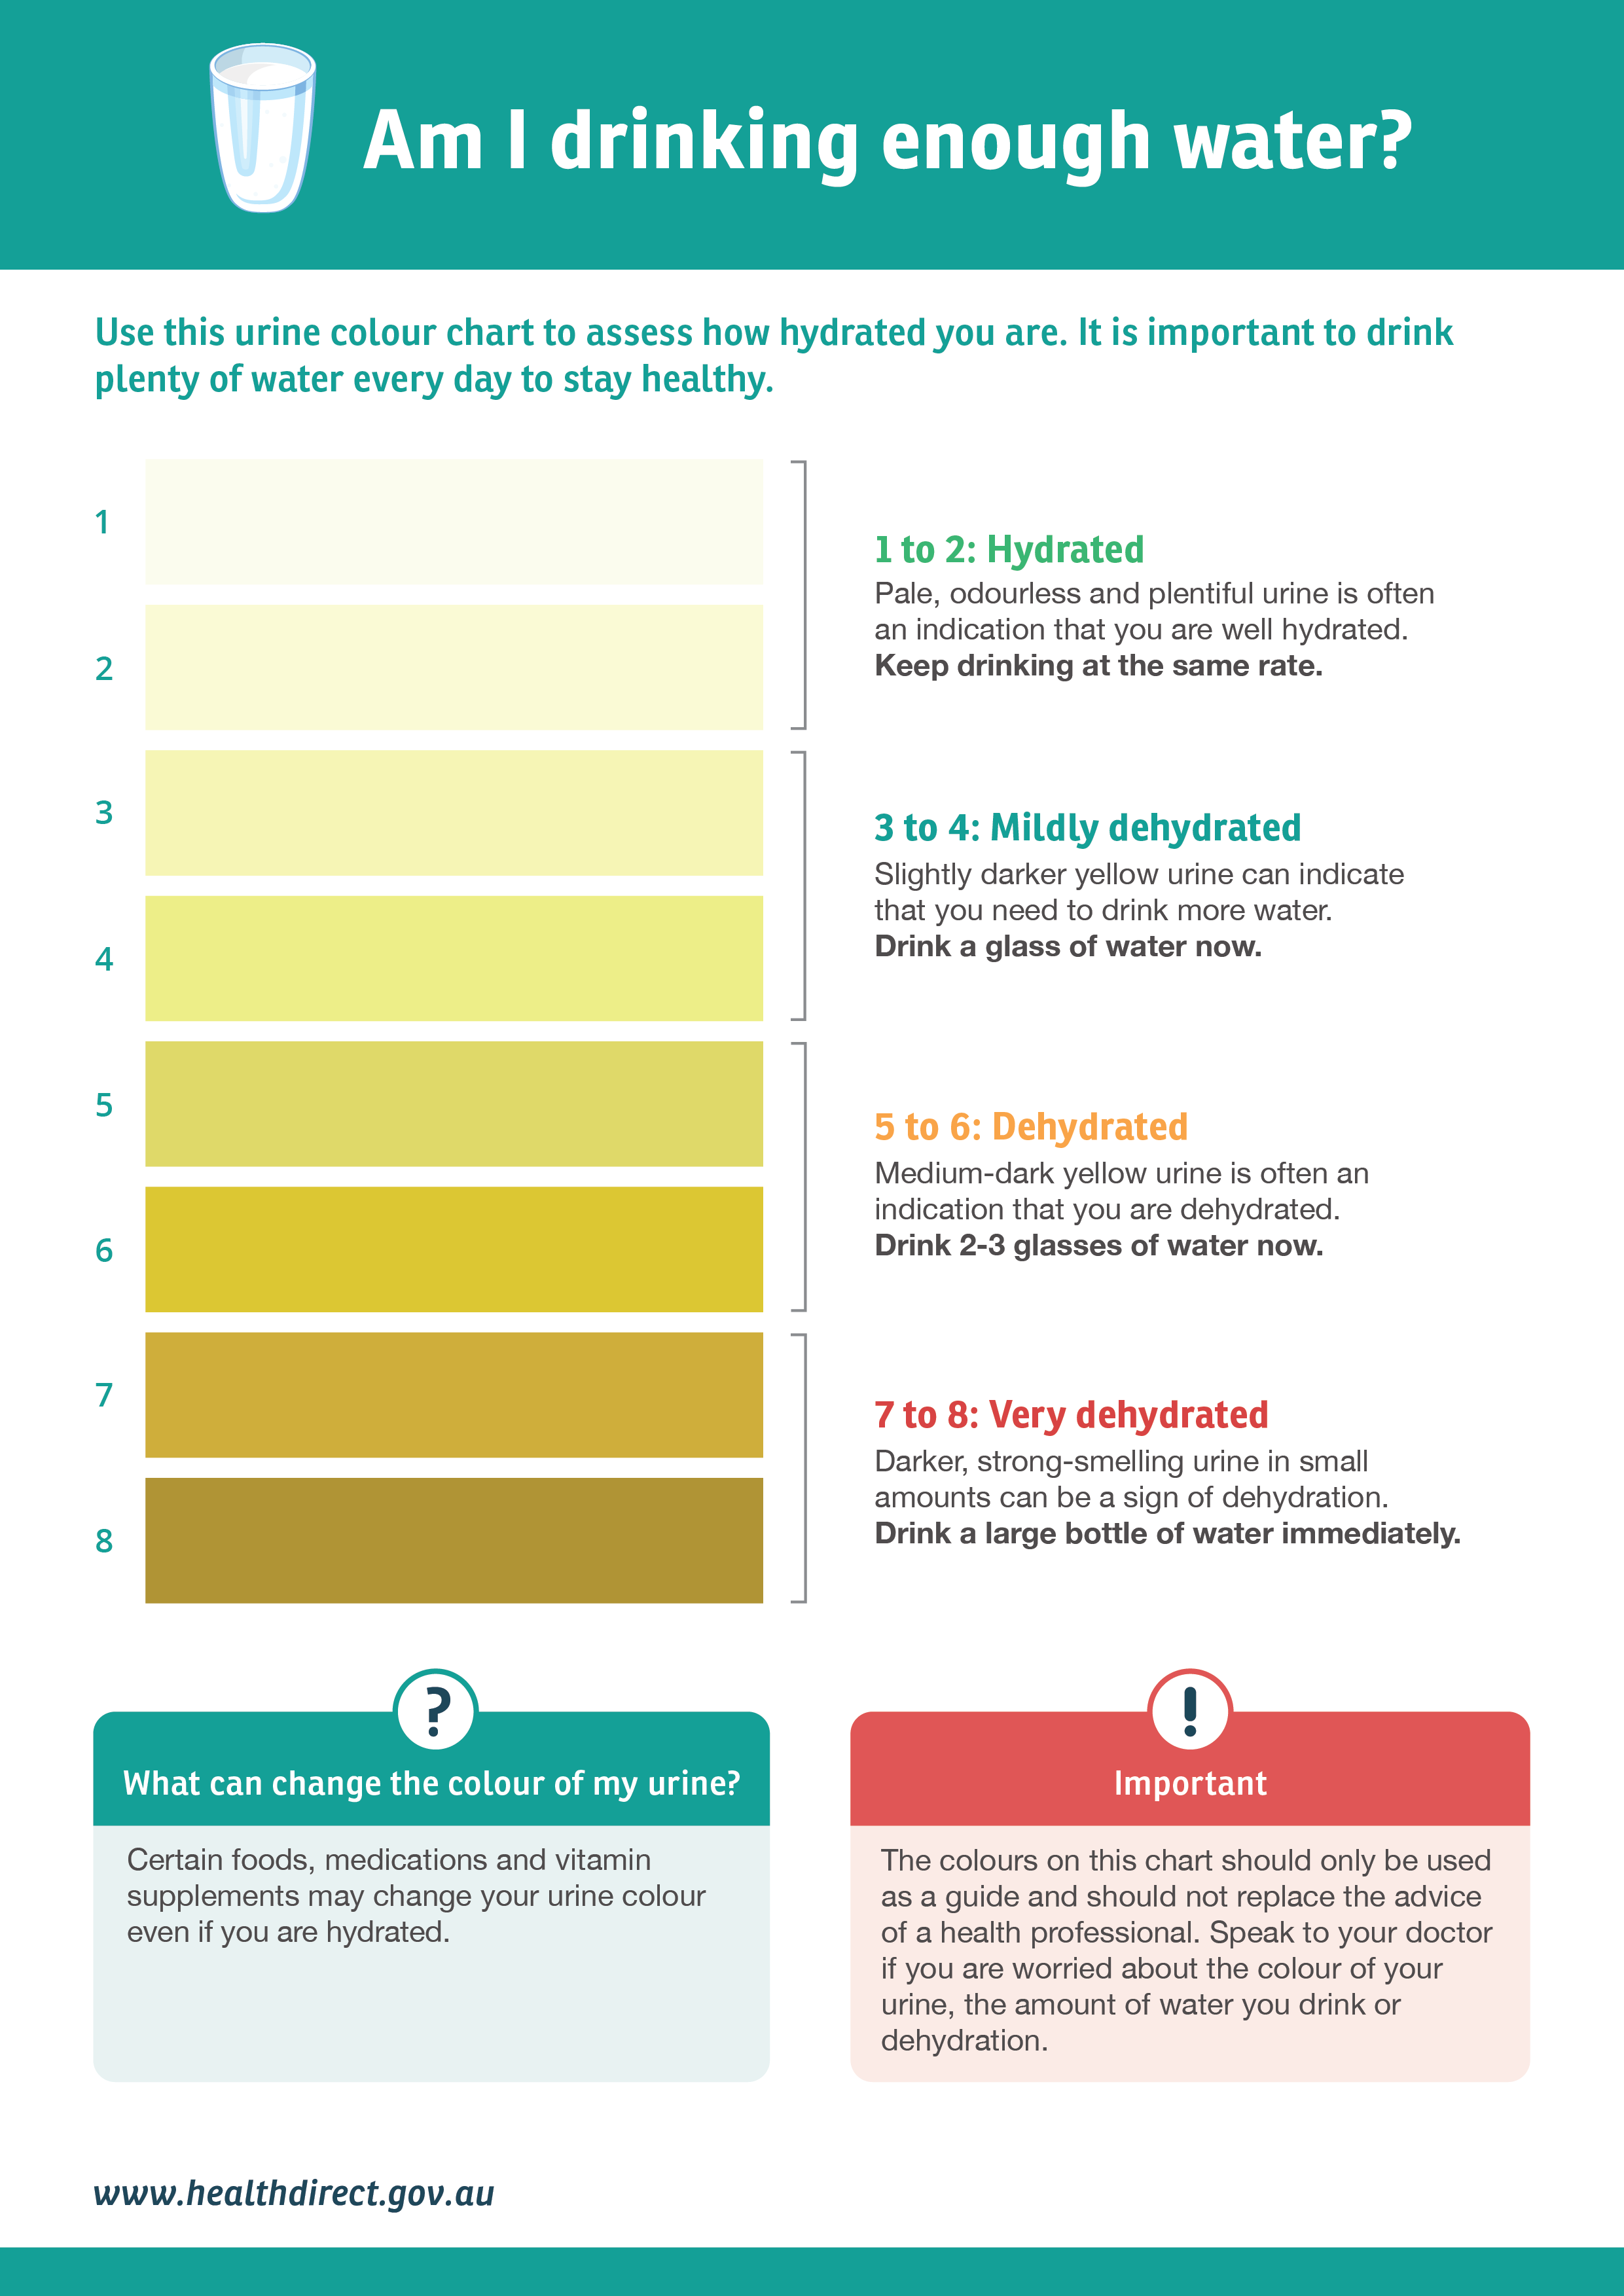 Am I drinking enough water?
Use this urine colour chart to assess how hydrated you are. It is important to drink
plenty of water every day to stay healthy.
1
2
1 to 2: Hydrated
Pale, odourless and plentiful urine is often
an indication that you are well hydrated.
Keep drinking at the same rate.
3
4
3 to 4: Mildly dehydrated
Slightly darker yellow urine can indicate
that you need to drink more water.
Drink a glass of water now.
5
6
5 to 6: Dehydrated
Medium-dark yellow urine is often an
indication that you are dehydrated.
Drink 2-3 glasses of water now.
7
8
7 to 8: Very dehydrated
Darker, strong-smelling urine in small
amounts can be a sign of dehydration.
Drink a large bottle of water immediately.
?
What can change the colour of my urine?
Certain foods, medications and vitamin
supplements may change your urine colour
even if you are hydrated.
!
Important
The colours on this chart should only be used
as a guide and should not replace the advice
of a health professional. Speak to your doctor
if you are worried about the colour of your
urine, the amount of water you drink or
dehydration.
www.healthdirect.gov.au